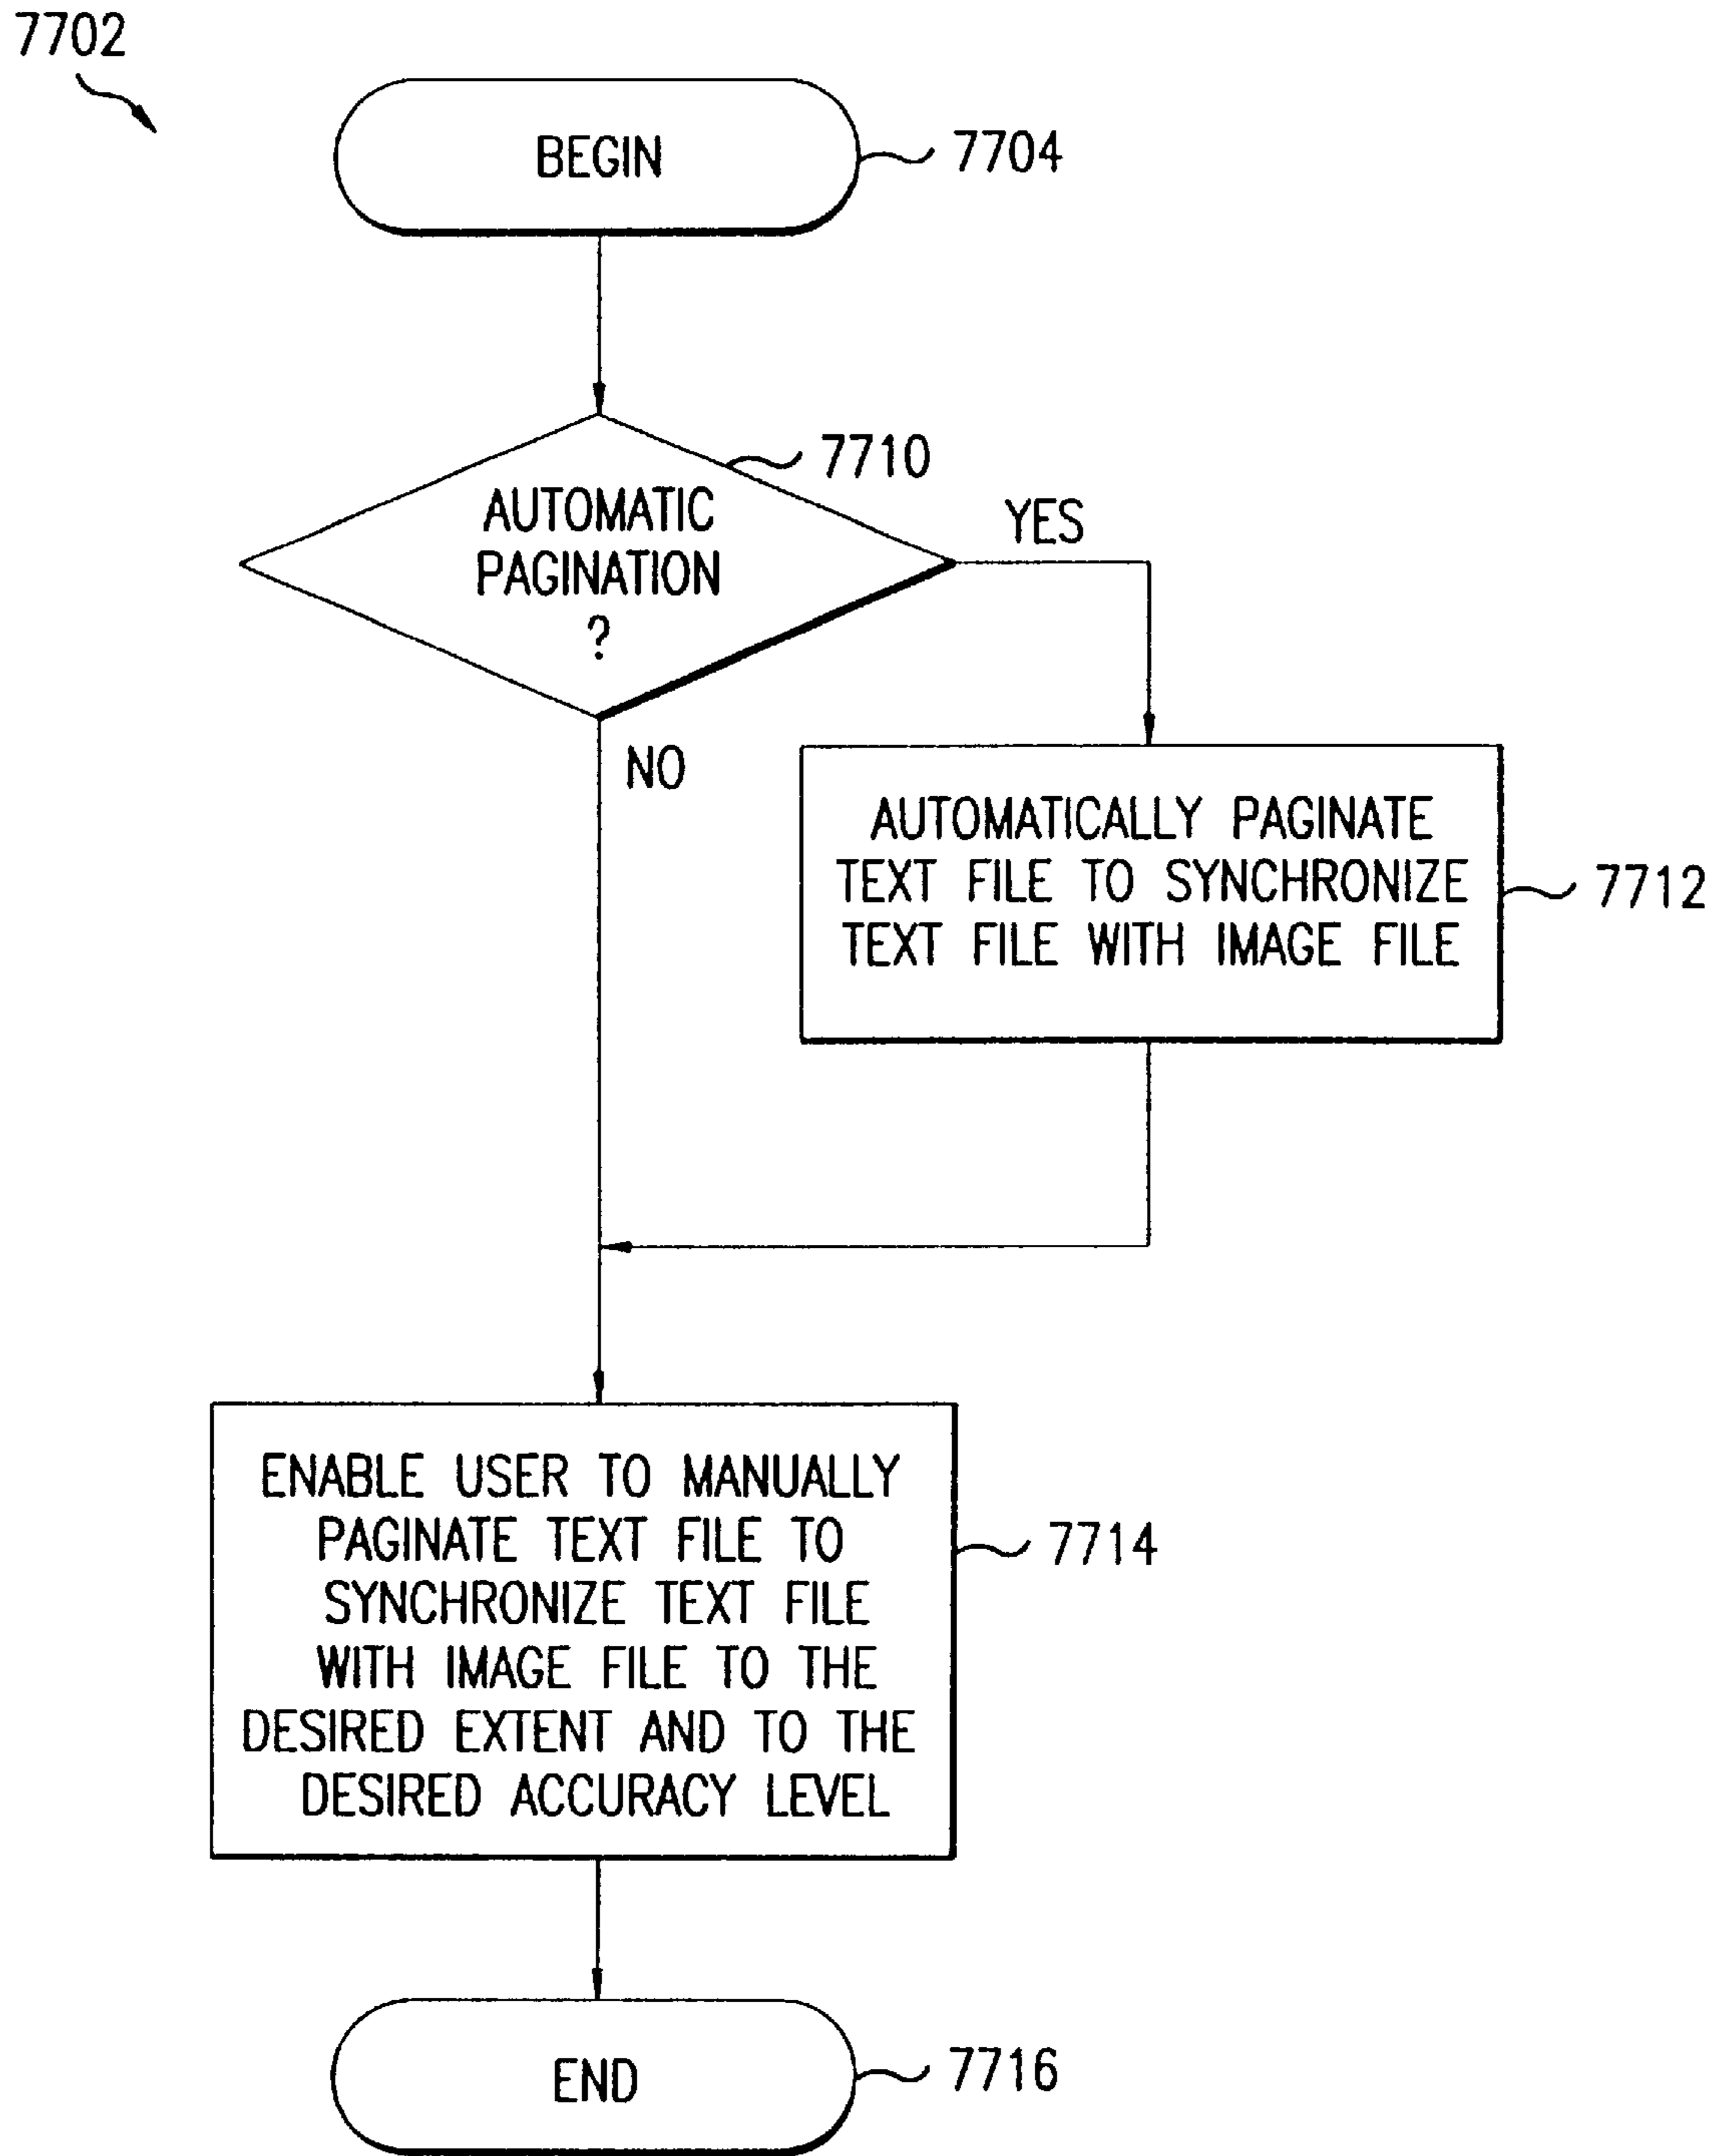 7702
BEGIN
7704
7710
AUTOMATIC
PAGINATION
?
YES
NO
AUTOMATICALLY PAGINATE
TEXT FILE TO SYNCHRONIZE
TEXT FILE WITH IMAGE FILE
7712
ENABLE USER TO MANUALLY
PAGINATE TEXT FILE TO
SYNCHRONIZE TEXT FILE
WITH IMAGE FILE TO THE
DESIRED EXTENT AND TO THE
DESIRED ACCURACY LEVEL
7714
END
7716